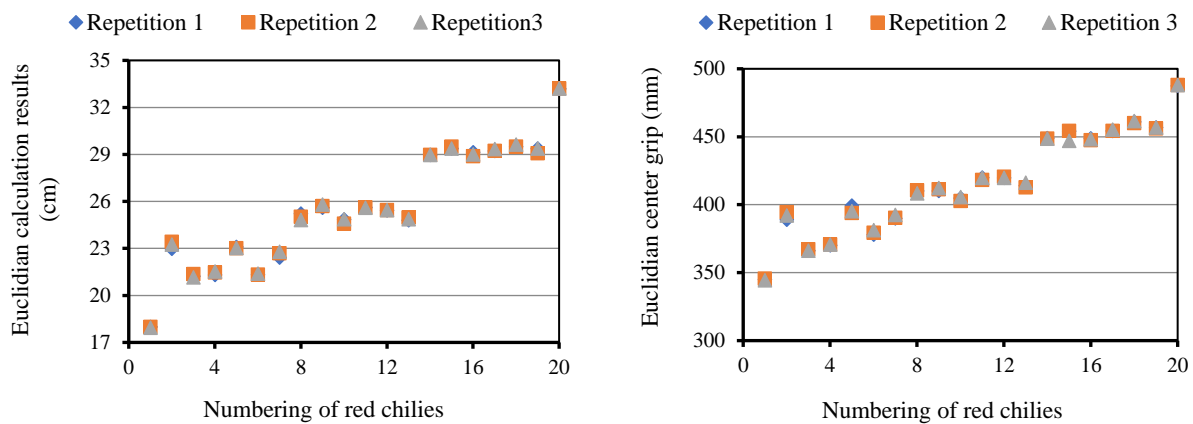 Repetition 1 Repetition 2 Repetition3
Euclidian calculation results
(cm)
35
32
29
26
23
20
17
0 4 8 12 16 20
Numbering of red chilies
Repetition 1 Repetition 2 Repetition 3
Euclidian center grip (mm)
500
450
400
350
300
0 4 8 12 16 20
Numbering of red chilies